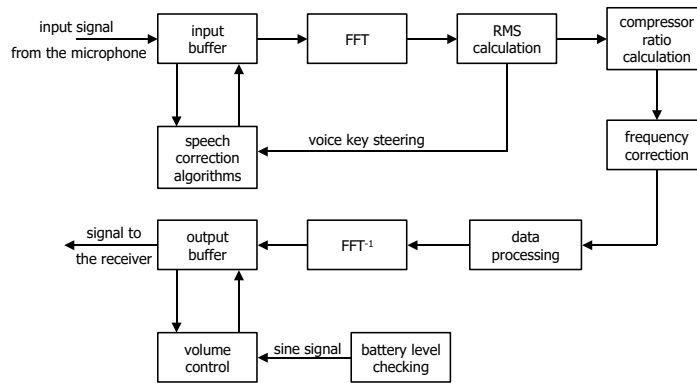 input signal
from the microphone
input
buffer
FFT
RMS
calculation
compressor
ratio
calculation
speech
correction
algorithms
voice key steering
frequency
correction
signal to
the receiver
output
buffer
FFT-1
data
processing
volume
control
sine signal
battery level
checking